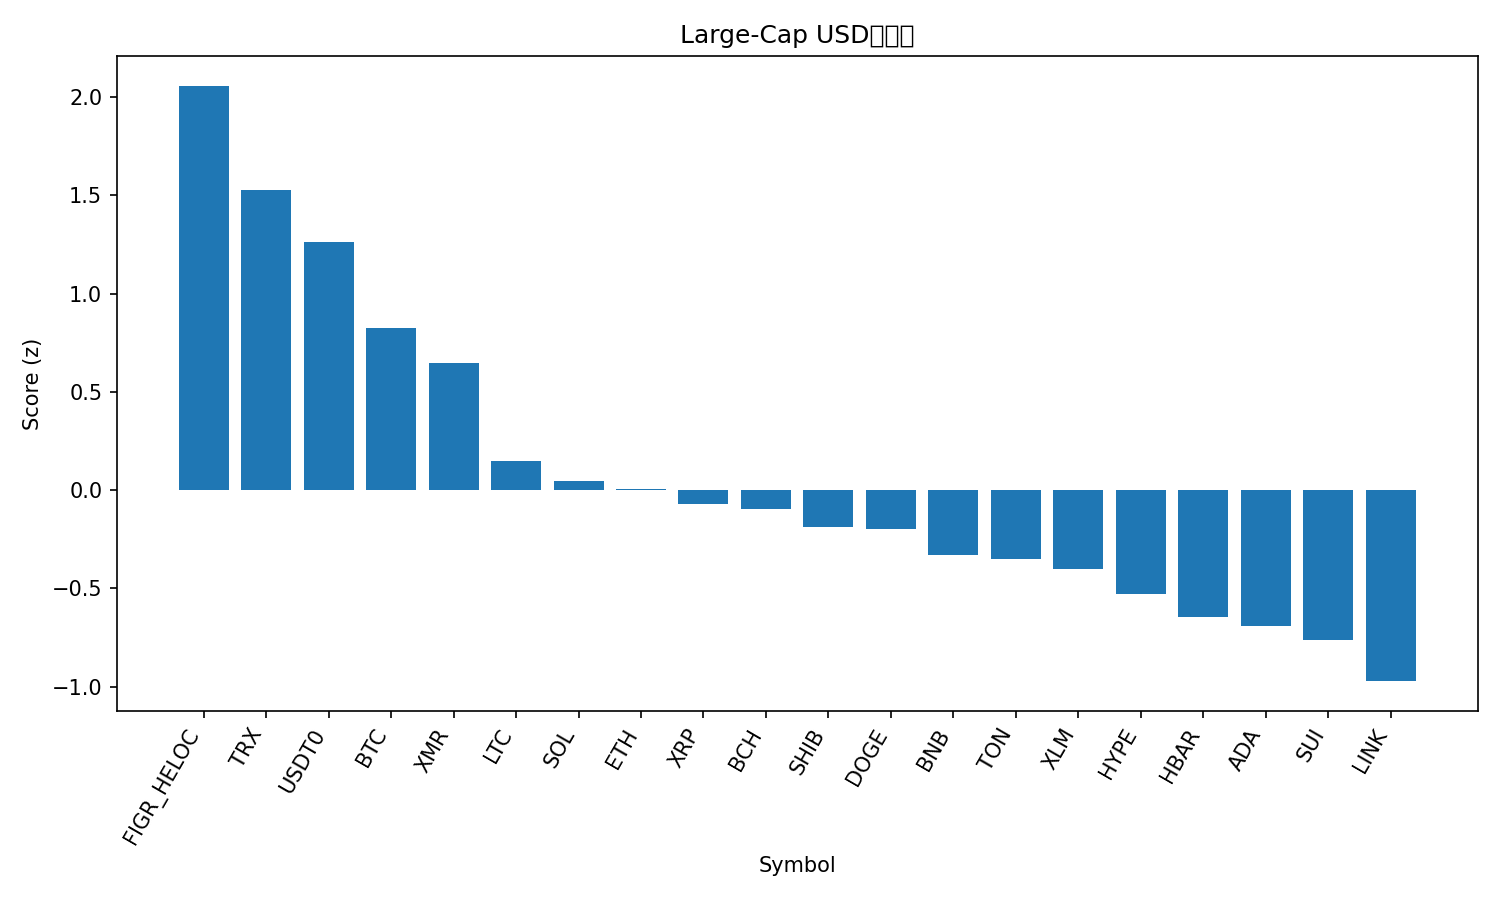 Large-Cap USD
Score (z)
2.0
1.5
1.0
0.5
0.0
−0.5
−1.0
FIGR_HELOC
TRX
USDT0
BTC
XMR
LTC
SOL
ETH
XRP
BCH
SHIB
DOGE
BNB
TON
XLM
HYPE
HBAR
ADA
SUI
LINK
Symbol